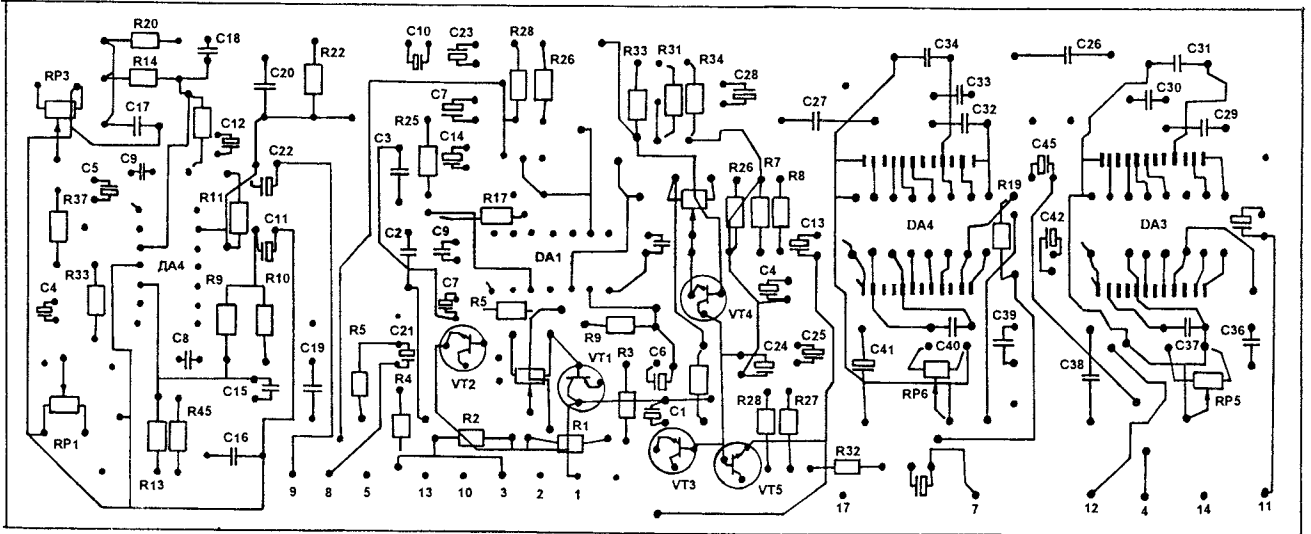 R20
C18
R14
RP3
C17
C20
R22
C12
C5
C9
C22
R37
R11
C11
ДА4
R33
C4
R9
R10
C8
C15
C19
RP1
R45
R13
C16
9
C10
C23
R28
R26
C7
R25
C14
C3
R17
C2
C9
DA1
C7
R5
R5
C21
R4
VT2
R9
VT1
R3
C6
C1
R2
R1
8
5
13
10
3
2
1
R33
R31
R34
C28
C27
R26
R7
R8
C13
C4
VT4
C24
C25
R28
R27
VT3
VT5
R32
C34
C33
C32
C45
R19
DA4
C42
C41
C40
C39
RP6
17
7
C26
C31
C30
C29
DA3
C38
C37
C36
RP5
12
4
14
11